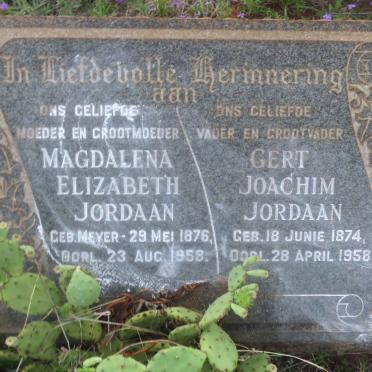 In Liefdevolle Herinnering
aan
ONS GELIEFDE
MOEDER EN GROOTMOEDER
MAGDALENA
ELIZABETH
JORDAAN
GEB. MEYER - 29 MEI 1876,
OORL. 23 AUG. 1958.
ONS GELIEFDE
VADER EN GROOTVADER
GERT
JOACHIM
JORDAAN
GEB. 18 JUNIE 1874,
OORL. 28 APRIL 1958